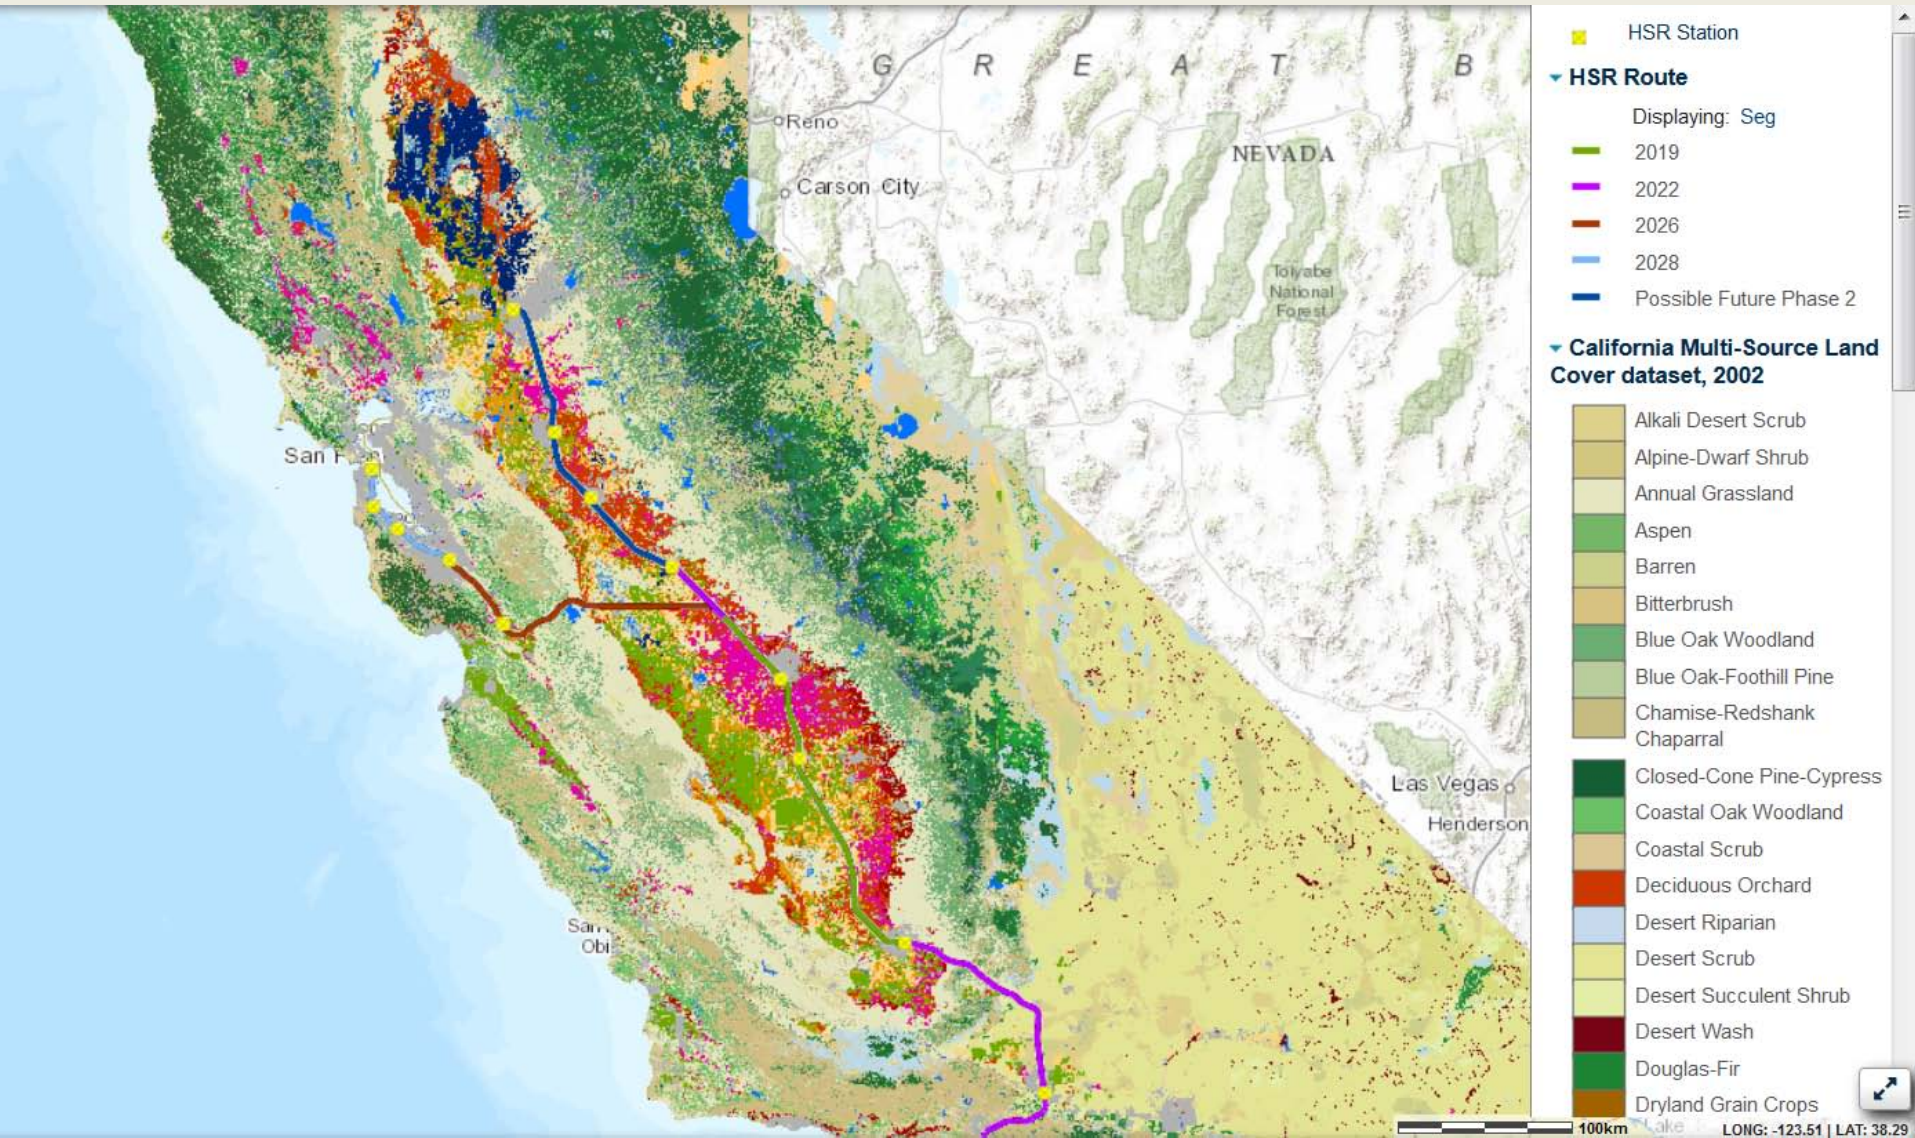 HSR Station
HSR Route
Displaying: Seg
2019
2022
2026
2028
Possible Future Phase 2
California Multi-Source Land
Cover dataset, 2002
Alkali Desert Scrub
Alpine-Dwarf Shrub
Annual Grassland
Aspen
Barren
Bitterbrush
Blue Oak Woodland
Blue Oak-Foothill Pine
Chamise-Redshank
Chaparral
Closed-Cone Pine-Cypress
Coastal Oak Woodland
Coastal Scrub
Deciduous Orchard
Desert Riparian
Desert Scrub
Desert Succulent Shrub
Desert Wash
Douglas-Fir
Dryland Grain Crops
Lake
G R E A T B
Reno
NEVADA
Carson City
Toiyabe
National
Forest
San
Las Vegas
Henderson
San
Obi
100km
LONG: -123.51 | LAT: 38.29